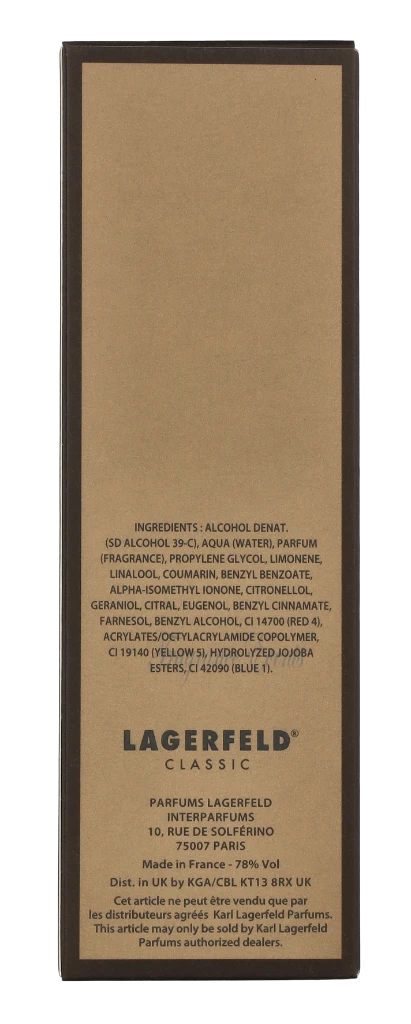 INGREDIENTS : ALCOHOL DENAT.
(SD ALCOHOL 39-C), AQUA (WATER), PARFUM
(FRAGRANCE), PROPYLENE GLYCOL, LIMONENE,
LINALOOL, COUMARIN, BENZYL BENZOATE,
ALPHA-ISOMETHYL IONONE, CITRONELLOL,
GERANIOL, CITRAL, EUGENOL, BENZYL CINNAMATE,
FARNESOL, BENZYL ALCOHOL, CI 14700 (RED 4),
ACRYLATES/OCTYLACRYLAMIDE COPOLYMER,
CI 19140 (YELLOW 5), HYDROLYZED JOJOBA
ESTERS, CI 42090 (BLUE 1).
LAGERFELD®
CLASSIC
PARFUMS LAGERFELD
INTERPARFUMS
10, RUE DE SOLFÉRINO
75007 PARIS
Made in France - 78% Vol
Dist. in UK by KGA/CBL KT13 8RX UK
Cet article ne peut être vendu que par
les distributeurs agréés Karl Lagerfeld Parfums.
This article may only be sold by Karl Lagerfeld
Parfums authorized dealers.